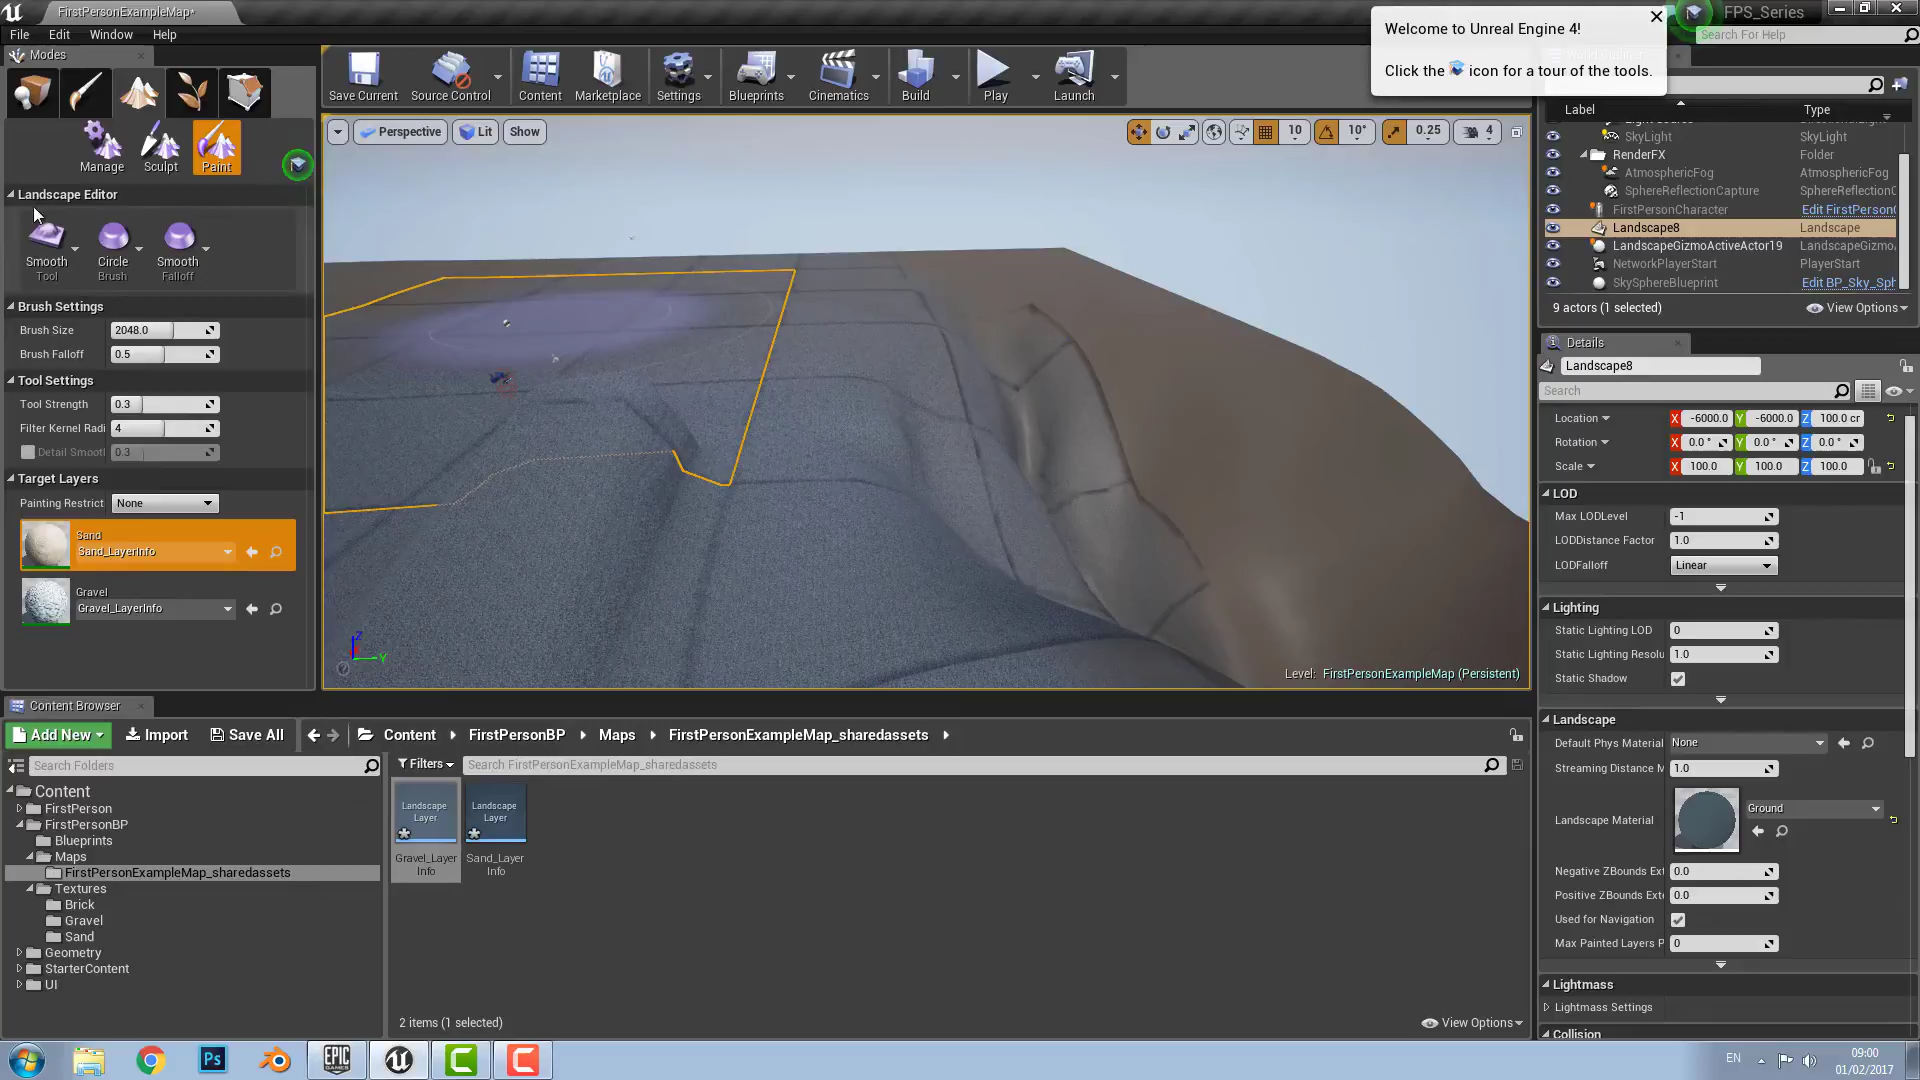 FirstPersonExampleMap*
FPS_Series
File Edit Window Help
Search For Help
Welcome to Unreal Engine 4!
Click the icon for a tour of the tools.
Modes
Save Current
Source Control
Content
Marketplace
Settings
Blueprints
Cinematics
Build
Play
Launch
Manage
Sculpt
Paint
Landscape Editor
Smooth
Tool
Circle
Brush
Smooth
Falloff
Brush Settings
Brush Size 2048.0
Brush Falloff 0.5
Tool Settings
Tool Strength 0.3
Filter Kernel Radi 4
Detail Smoot 0.3
Target Layers
Painting Restrict None
Sand
Sand_LayerInfo
Gravel
Gravel_LayerInfo
Perspective Lit Show
10 10° 0.25 4
Z
Y
Level: FirstPersonExampleMap (Persistent)
Label Type
SkyLight SkyLight
RenderFX Folder
AtmosphericFog AtmosphericFog
SphereReflectionCapture SphereReflectionC
FirstPersonCharacter Edit FirstPersonC
Landscape8 Landscape
LandscapeGizmoActiveActor19 LandscapeGizmo
NetworkPlayerStart PlayerStart
SkySphereBlueprint Edit BP_Sky_Sph
9 actors (1 selected) View Options
Details
Landscape8
Search
Location X -6000.0 Y -6000.0 Z 100.0 cr
Rotation X 0.0 ° Y 0.0 ° Z 0.0 °
Scale X 100.0 Y 100.0 Z 100.0
LOD
Max LODLevel -1
LODDistance Factor 1.0
LODFalloff Linear
Lighting
Static Lighting LOD 0
Static Lighting Resolu 1.0
Static Shadow
Landscape
Default Phys Material None
Streaming Distance M 1.0
Landscape Material Ground
Negative ZBounds Ext 0.0
Positive ZBounds Exte 0.0
Used for Navigation
Max Painted Layers P 0
Lightmass
Lightmass Settings
Collision
Content Browser
Add New Import Save All Content FirstPersonBP Maps FirstPersonExampleMap_sharedassets
Search Folders
Filters Search FirstPersonExampleMap_sharedassets
Content
FirstPerson
FirstPersonBP
Blueprints
Maps
FirstPersonExampleMap_sharedassets
Textures
Brick
Gravel
Sand
Geometry
StarterContent
UI
Landscape
Layer
Gravel_Layer
Info
Landscape
Layer
Sand_Layer
Info
2 items (1 selected) View Options
Ps
EPIC
GAMES
EN
09:00
01/02/2017